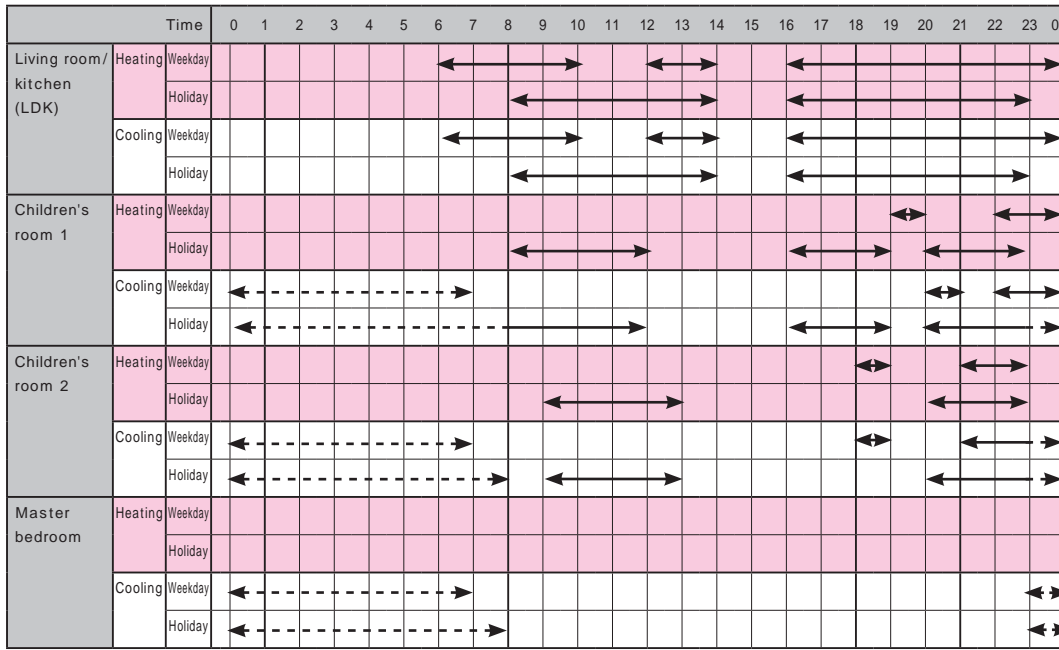 Time 0 1 2 3 4 5 6 7 8 9 10 11 12 13 14 15 16 17 18 19 20 21 22 23 0
Living room/ Heating Weekday
kitchen
(LDK) Holiday
Cooling Weekday
Holiday
Children's Heating Weekday
room 1
Holiday
Cooling Weekday
Holiday
Children's Heating Weekday
room 2
Holiday
Cooling Weekday
Holiday
Master Heating Weekday
bedroom
Holiday
Cooling Weekday
Holiday